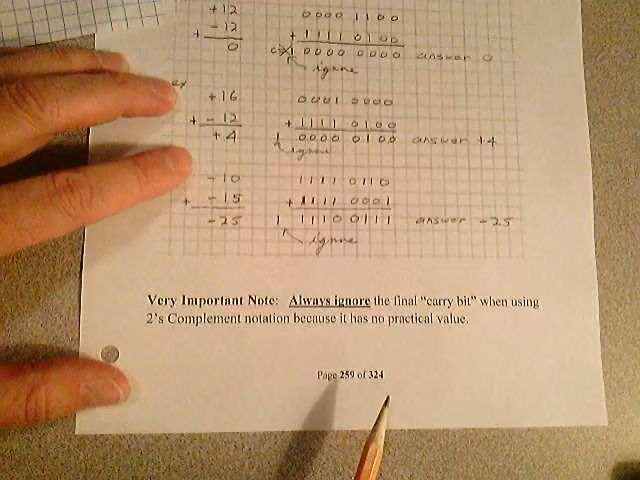 +12 0000 1100
+ -12 + 1111 0100
0 1 0000 0000 answer 0
ignore
ex
+16 0001 0000
+ -12 + 1111 0100
+4 1 0000 0100 answer +4
ignore
-10 1111 0110
+ -15 + 1111 0001
-25 1 11100111 answer -25
ignore
Very Important Note: Always ignore the final "carry bit" when using
2's Complement notation because it has no practical value.
Page 259 of 324